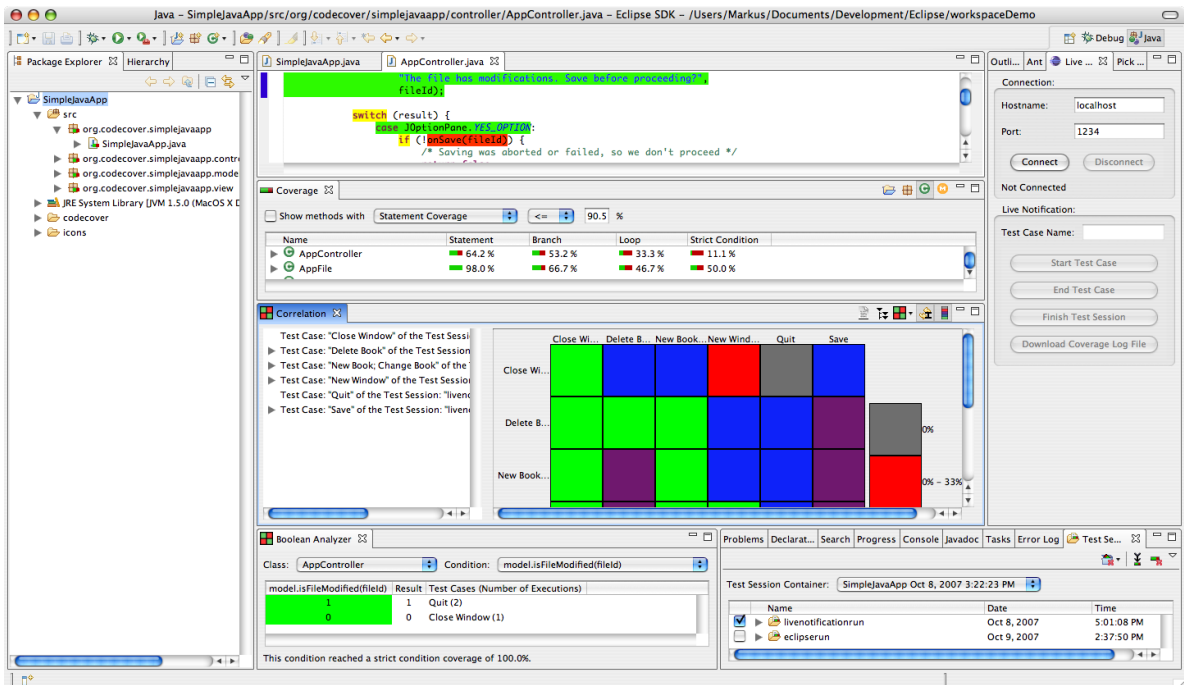 Java – SimpleJavaApp/src/org/codecover/simplejavaapp/controller/AppController.java – Eclipse SDK – /Users/Markus/Documents/Development/Eclipse/workspaceDemo
Debug Java
Package Explorer Hierarchy
SimpleJavaApp
src
org.codecover.simplejavaapp
SimpleJavaApp.java
org.codecover.simplejavaapp.contro
org.codecover.simplejavaapp.mode
org.codecover.simplejavaapp.view
JRE System Library [JVM 1.5.0 (MacOS X D
codecover
icons
SimpleJavaApp.java AppController.java
"The file has modifications. Save before proceeding?",
fileId);
switch (result) {
case JOptionPane.YES_OPTION:
if (!onSave(fileId)) {
/* Saving was aborted or failed, so we don't proceed */
Coverage
Show methods with Statement Coverage <= 90.5 %
Name Statement Branch Loop Strict Condition
AppController 64.2 % 53.2 % 33.3 % 11.1 %
AppFile 98.0 % 66.7 % 46.7 % 50.0 %
Correlation
Test Case: "Close Window" of the Test Sessi
Test Case: "Delete Book" of the Test Session
Test Case: "New Book; Change Book" of the
Test Case: "New Window" of the Test Session
Test Case: "Quit" of the Test Session: "liveno
Test Case: "Save" of the Test Session: "liveno
Close Wi... Delete B... New Book... New Wind... Quit Save
Close Wi...
Delete B...
New Book...
0%
0% – 33%
Boolean Analyzer
Class: AppController Condition: model.isFileModified(fileId)
model.isFileModified(fileId) Result Test Cases (Number of Executions)
1 1 Quit (2)
0 0 Close Window (1)
This condition reached a strict condition coverage of 100.0%.
Problems Declarat... Search Progress Console Javadoc Tasks Error Log Test Se...
Test Session Container: SimpleJavaApp Oct 8, 2007 3:22:23 PM
Name Date Time
livenotificationrun Oct 8, 2007 5:01:08 PM
eclipserun Oct 9, 2007 2:37:50 PM
Outli... Ant Live ... Pick ...
Connection:
Hostname: localhost
Port: 1234
Connect Disconnect
Not Connected
Live Notification:
Test Case Name:
Start Test Case
End Test Case
Finish Test Session
Download Coverage Log File